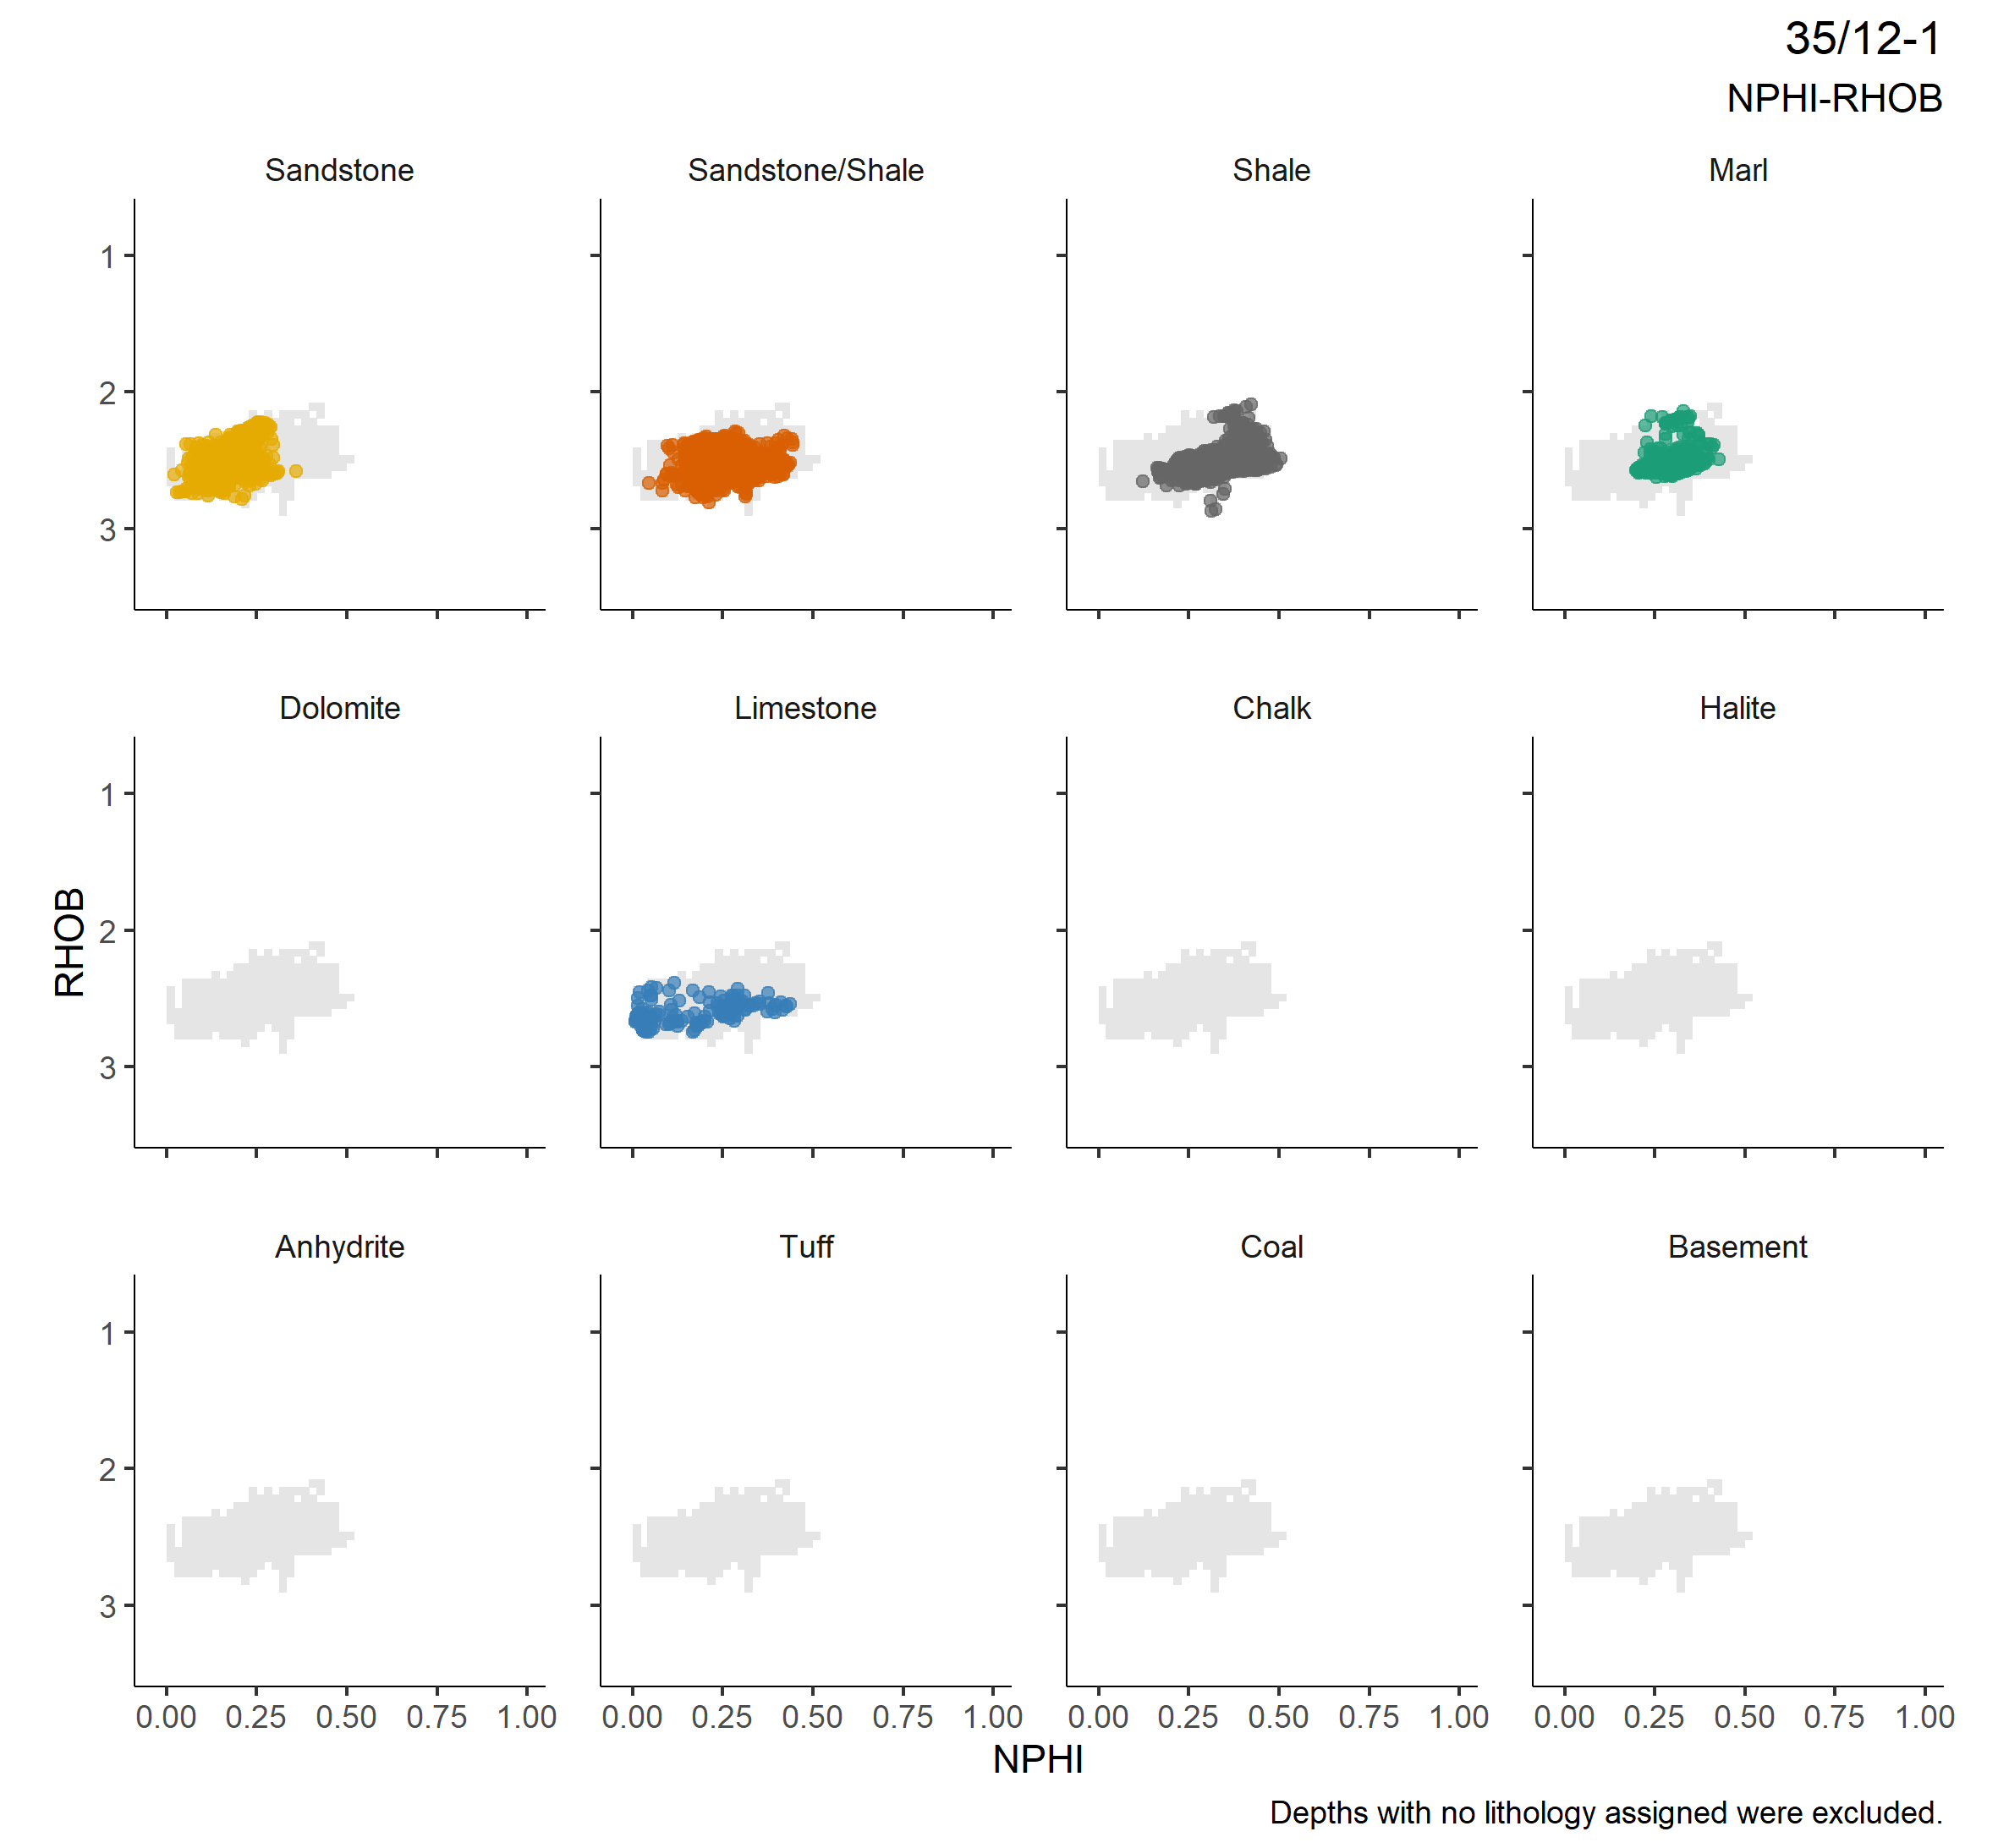 35/12-1
NPHI-RHOB
Sandstone Sandstone/Shale Shale Marl
1
2
3
Dolomite Limestone Chalk Halite
1
2
3
RHOB
Anhydrite Tuff Coal Basement
1
2
3
0.00 0.25 0.50 0.75 1.00 0.00 0.25 0.50 0.75 1.00 0.00 0.25 0.50 0.75 1.00 0.00 0.25 0.50 0.75 1.00
NPHI
Depths with no lithology assigned were excluded.